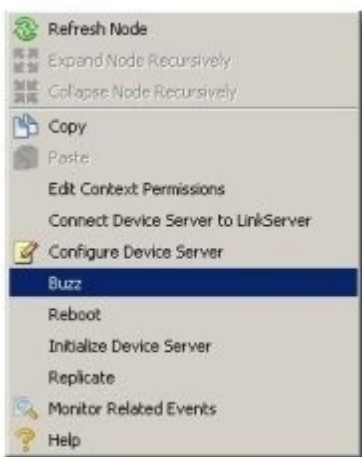 Refresh Node
Expand Node Recursively
Collapse Node Recursively
Copy
Paste
Edit Context Permissions
Connect Device Server to LinkServer
Configure Device Server
Buzz
Reboot
Initialize Device Server
Replicate
Monitor Related Events
Help